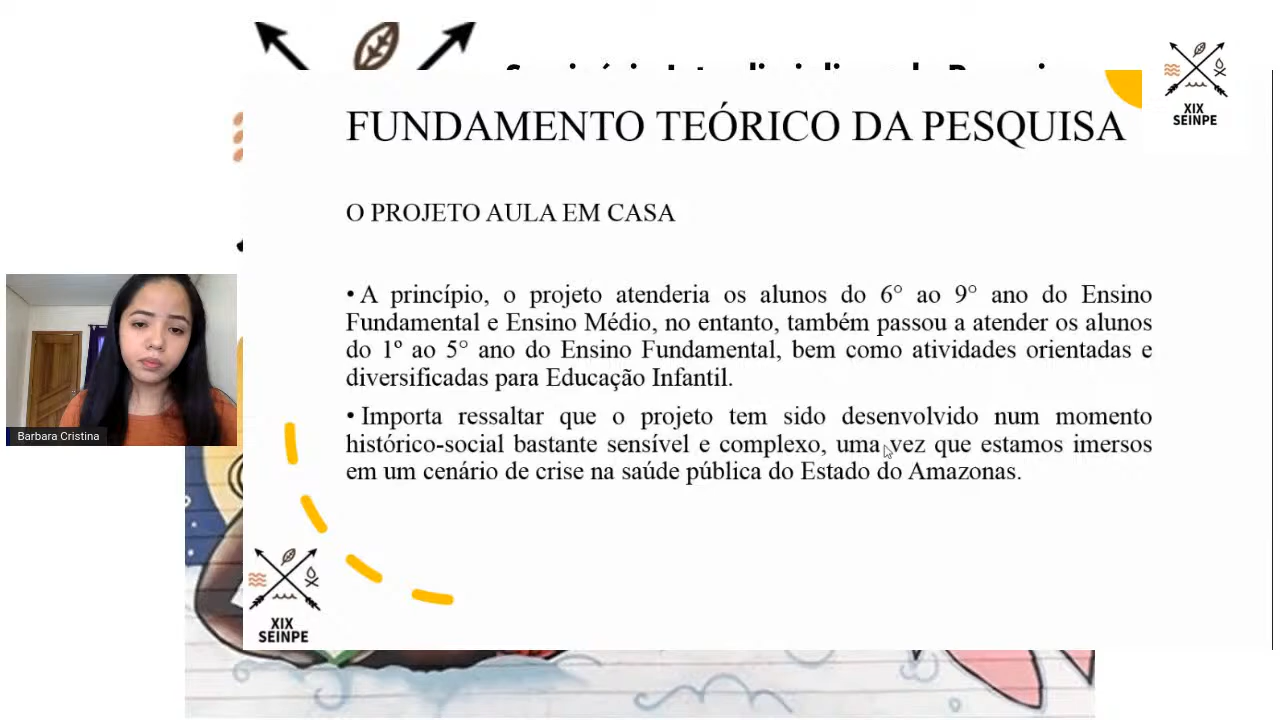 FUNDAMENTO TEÓRICO DA PESQUISA
XIX
SEINPE
O PROJETO AULA EM CASA
• A princípio, o projeto atenderia os alunos do 6° ao 9° ano do Ensino
Fundamental e Ensino Médio, no entanto, também passou a atender os alunos
do 1º ao 5° ano do Ensino Fundamental, bem como atividades orientadas e
diversificadas para Educação Infantil.
• Importa ressaltar que o projeto tem sido desenvolvido num momento
histórico-social bastante sensível e complexo, uma vez que estamos imersos
em um cenário de crise na saúde pública do Estado do Amazonas.
Barbara Cristina
XIX
SEINPE